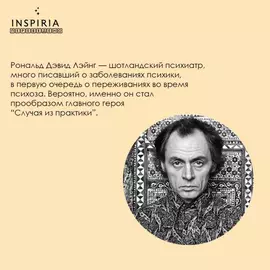 INSPIRIA
Рональд Дэвид Лэйнг — шотландский психиатр,
много писавший о заболеваниях психики,
в первую очередь о переживаниях во время
психоза. Вероятно, именно он стал
прообразом главного героя
“Случая из практики”.